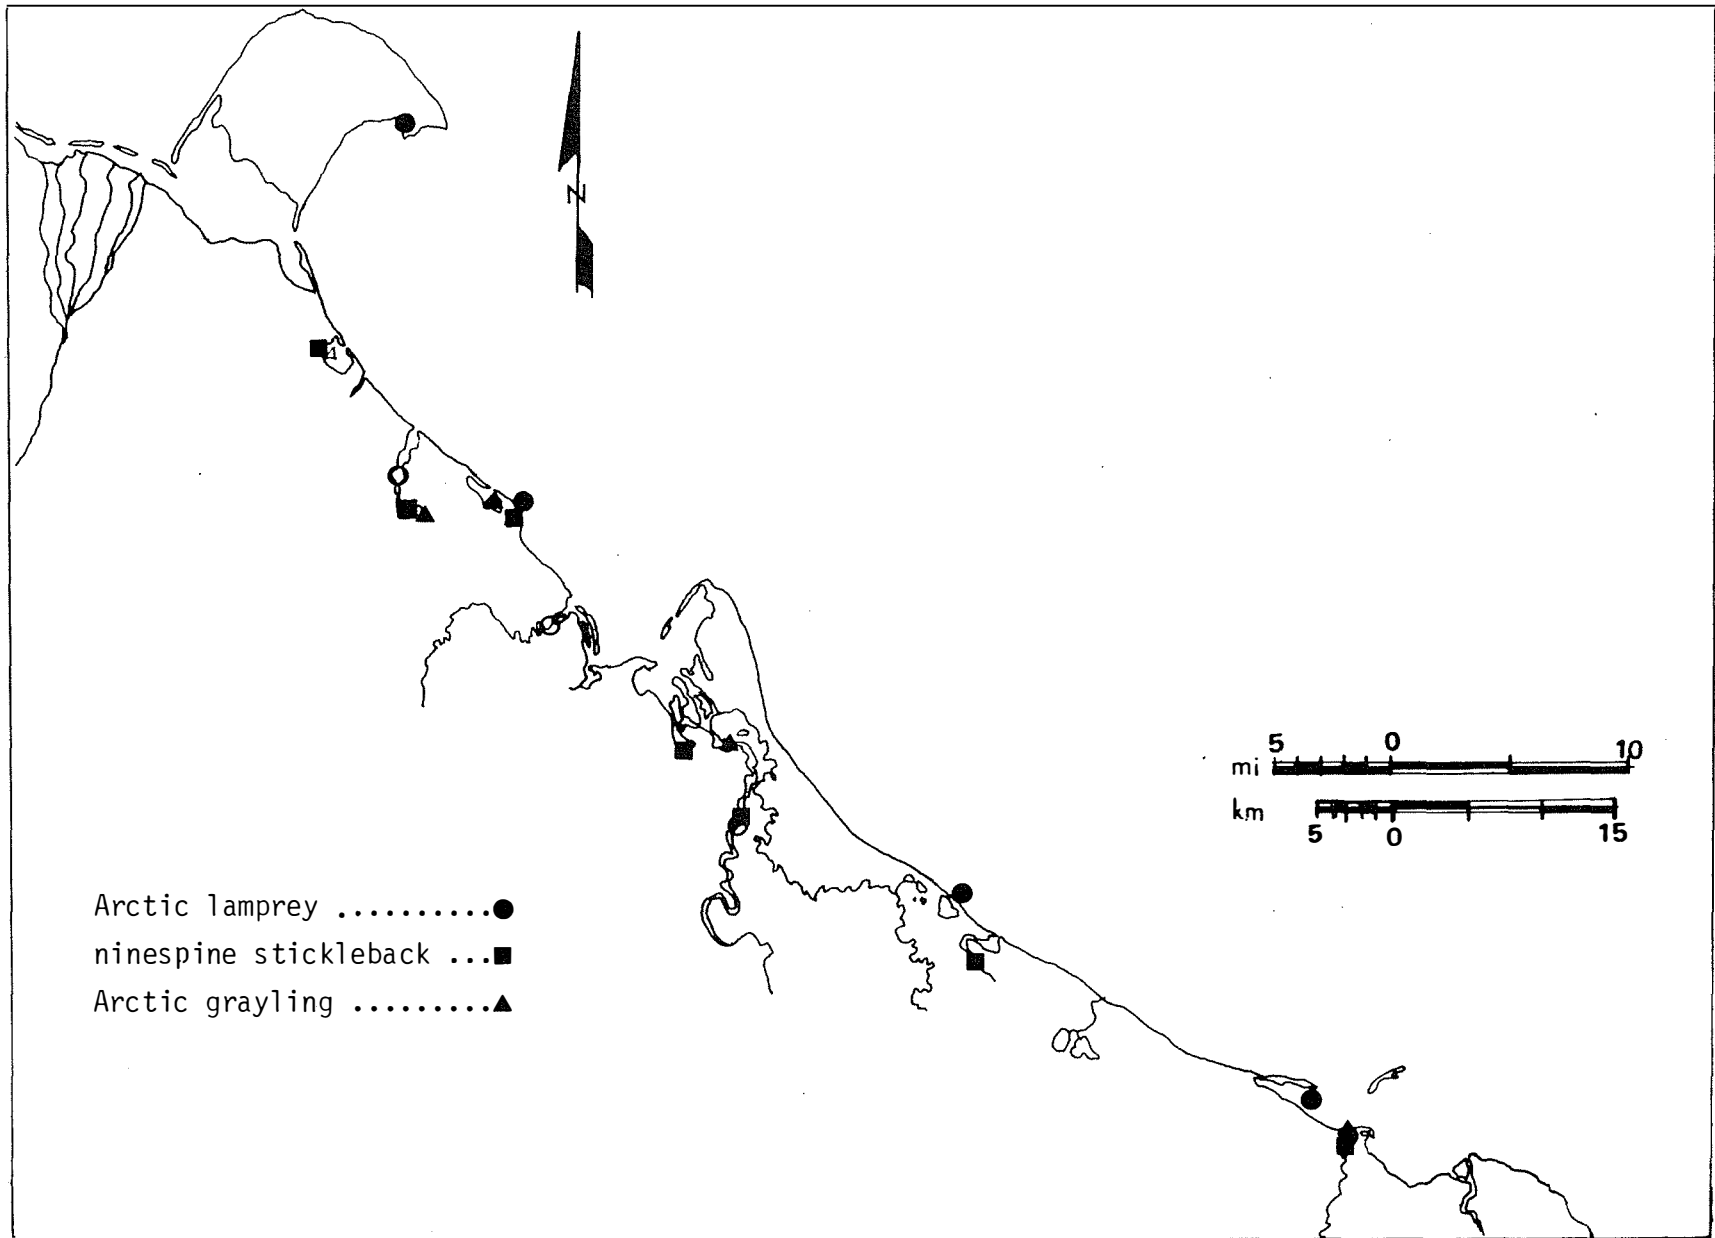 N
5 0 10
mi
km
5 0 15
Arctic lamprey ..........●
ninespine stickleback ...■
Arctic grayling .........▲